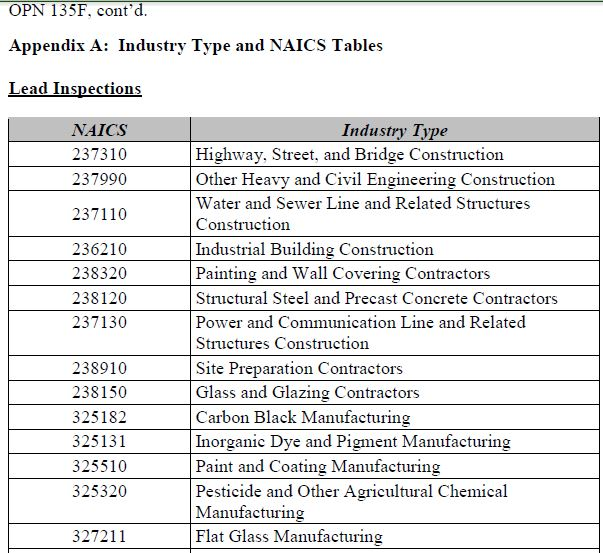 OPN 135F, cont'd.
Appendix A:  Industry Type and NAICS Tables
Lead Inspections
NAICS Industry Type
237310 Highway, Street, and Bridge Construction
237990 Other Heavy and Civil Engineering Construction
237110 Water and Sewer Line and Related Structures
Construction
236210 Industrial Building Construction
238320 Painting and Wall Covering Contractors
238120 Structural Steel and Precast Concrete Contractors
237130 Power and Communication Line and Related
Structures Construction
238910 Site Preparation Contractors
238150 Glass and Glazing Contractors
325182 Carbon Black Manufacturing
325131 Inorganic Dye and Pigment Manufacturing
325510 Paint and Coating Manufacturing
325320 Pesticide and Other Agricultural Chemical
Manufacturing
327211 Flat Glass Manufacturing